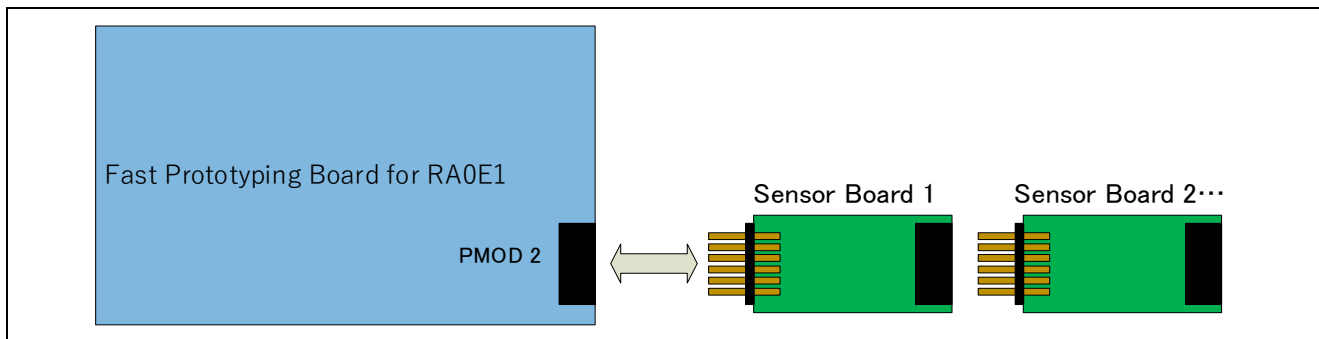 Fast Prototyping Board for RA0E1
PMOD 2
Sensor Board 1
Sensor Board 2⋯